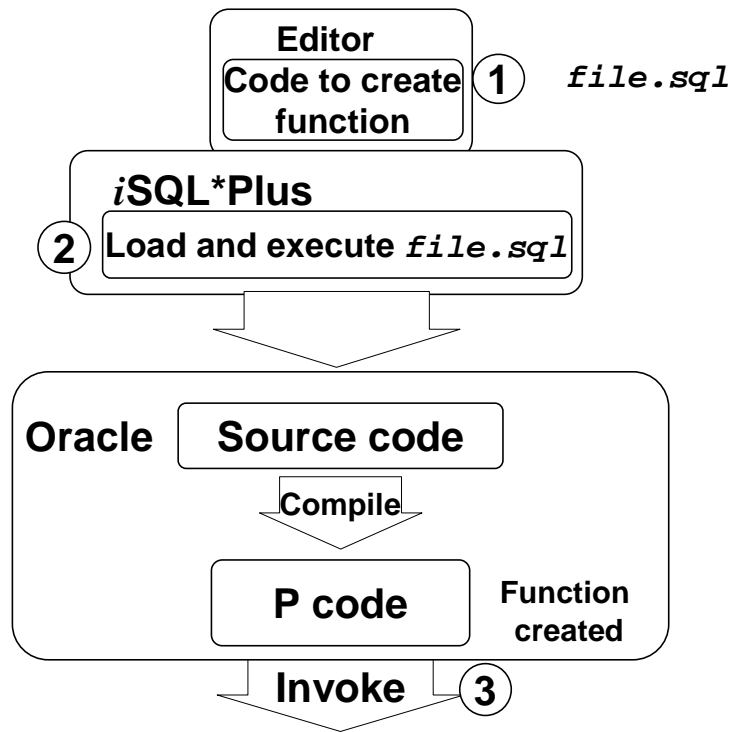 Editor
Code to create
function
1
file.sql
iSQL*Plus
2
Load and execute file.sql
Oracle
Source code
Compile
P code
Function
created
Invoke
3